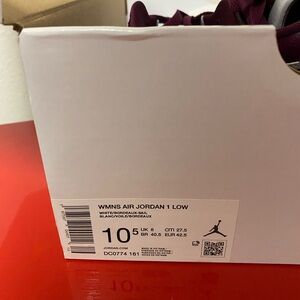 WMNS AIR JORDAN 1 LOW
WHITE/BORDEAUX-SAIL
BLANC/VOILE/BORDEAUX
10 5
UK 8 CITI 27.5
BR 40.5 EUR 42.5
JORDAN.COM
DC0774 161